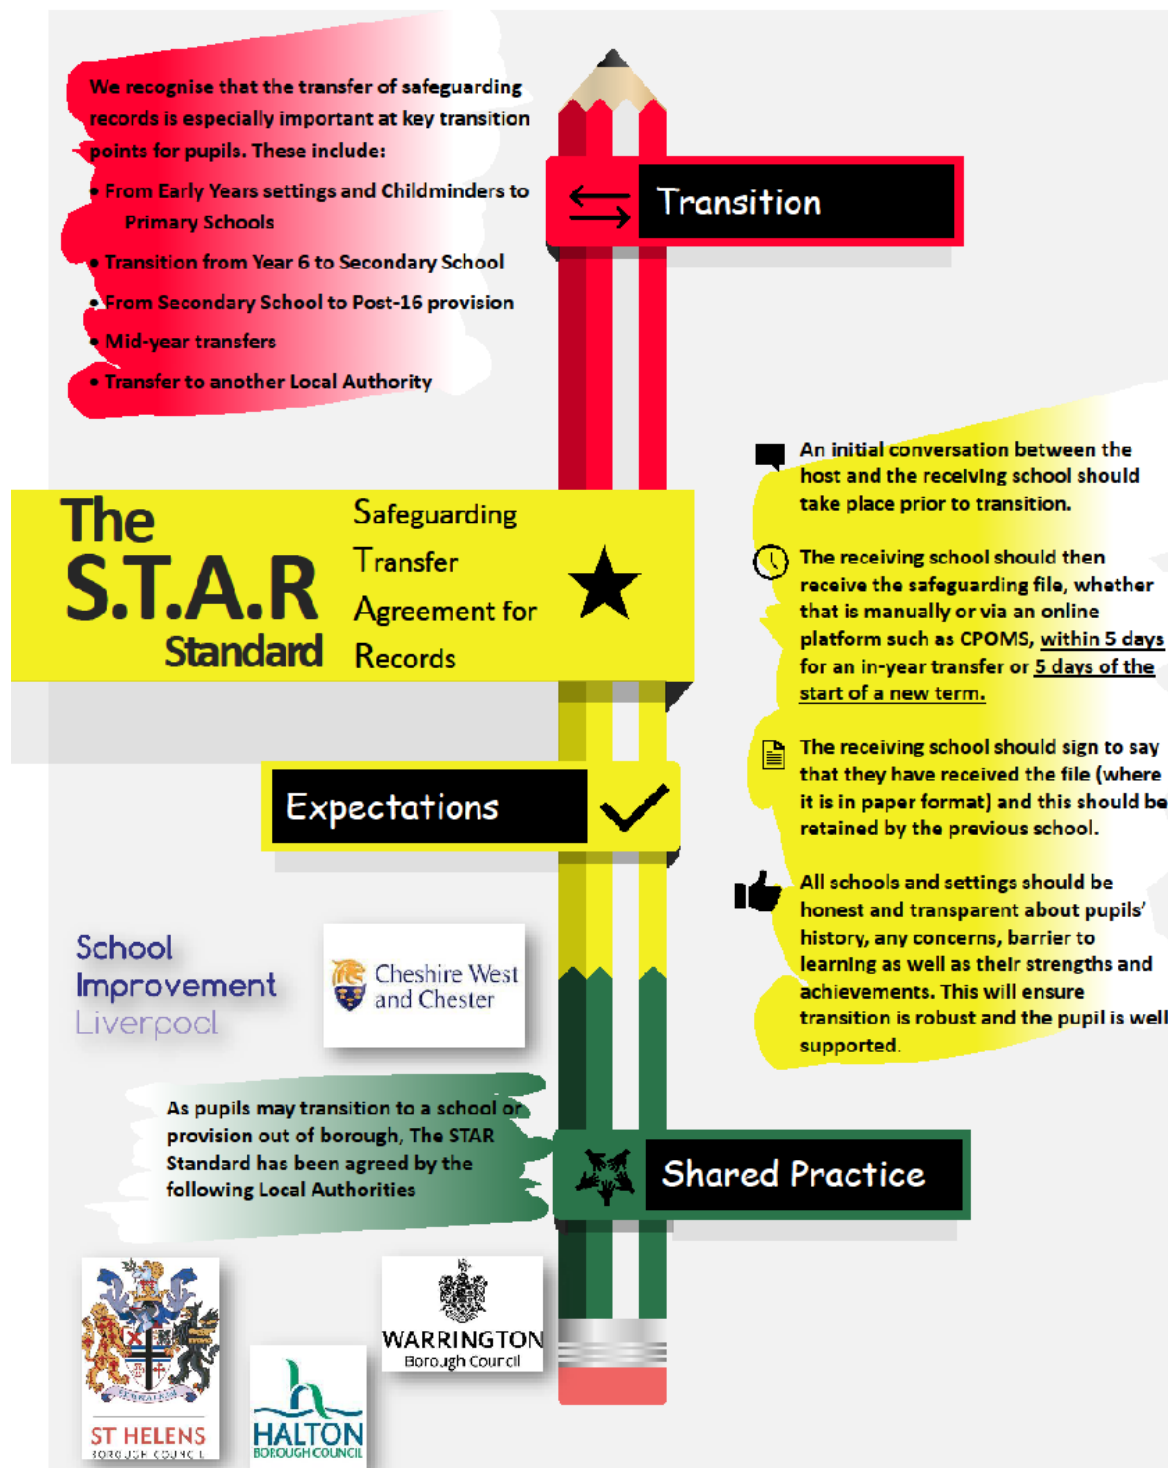 We recognise that the transfer of safeguarding
records is especially important at key transition
points for pupils. These include:
• From Early Years settings and Childminders to
Primary Schools
• Transition from Year 6 to Secondary School
• From Secondary School to Post-16 provision
• Mid-year transfers
• Transfer to another Local Authority
Transition
The
S.T.A.R
Standard
Safeguarding
Transfer
Agreement for
Records
An initial conversation between the
host and the receiving school should
take place prior to transition.
The receiving school should then
receive the safeguarding file, whether
that is manually or via an online
platform such as CPOMS, within 5 days
for an in-year transfer or 5 days of the
start of a new term.
The receiving school should sign to say
that they have received the file (where
it is in paper format) and this should be
retained by the previous school.
All schools and settings should be
honest and transparent about pupils'
history, any concerns, barrier to
learning as well as their strengths and
achievements. This will ensure
transition is robust and the pupil is well
supported.
Expectations
School
Improvement
Liverpool
Cheshire West
and Chester
As pupils may transition to a school or
provision out of borough, The STAR
Standard has been agreed by the
following Local Authorities
Shared Practice
ST HELENS
BOROUGH COUNCIL
HALTON
BOROUGH COUNCIL
WARRINGTON
Borough Council